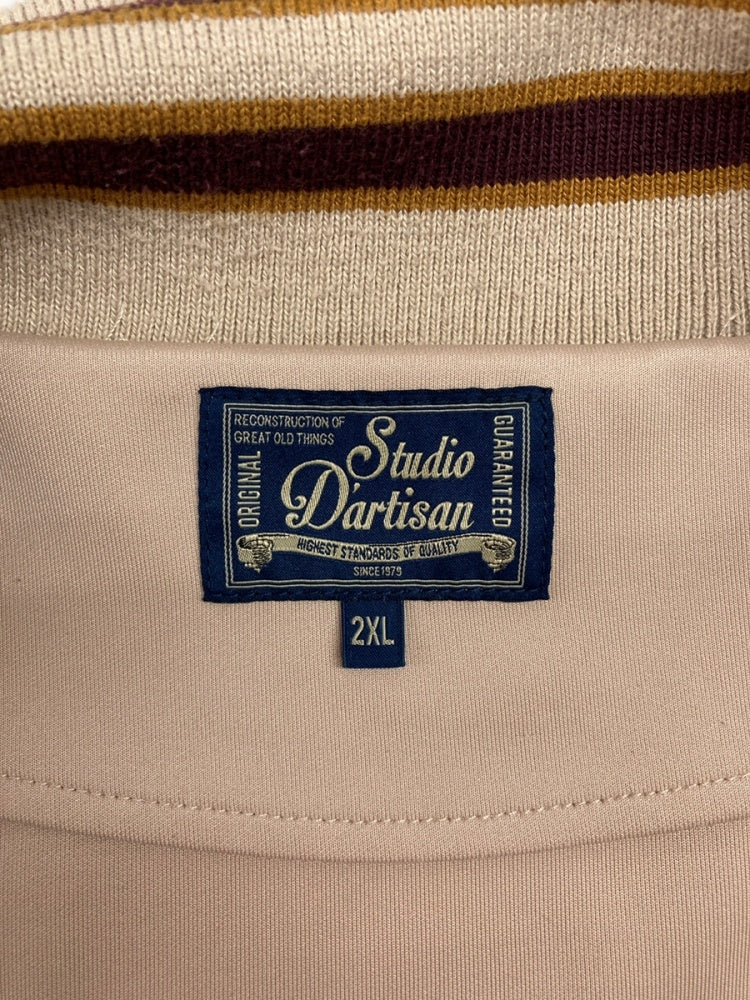 RECONSTRUCTION OF
GREAT OLD THINGS
ORIGINAL
Studio
D'artisan
GUARANTEED
HIGHEST STANDARDS OF QUALITY
SINCE1979
2XL